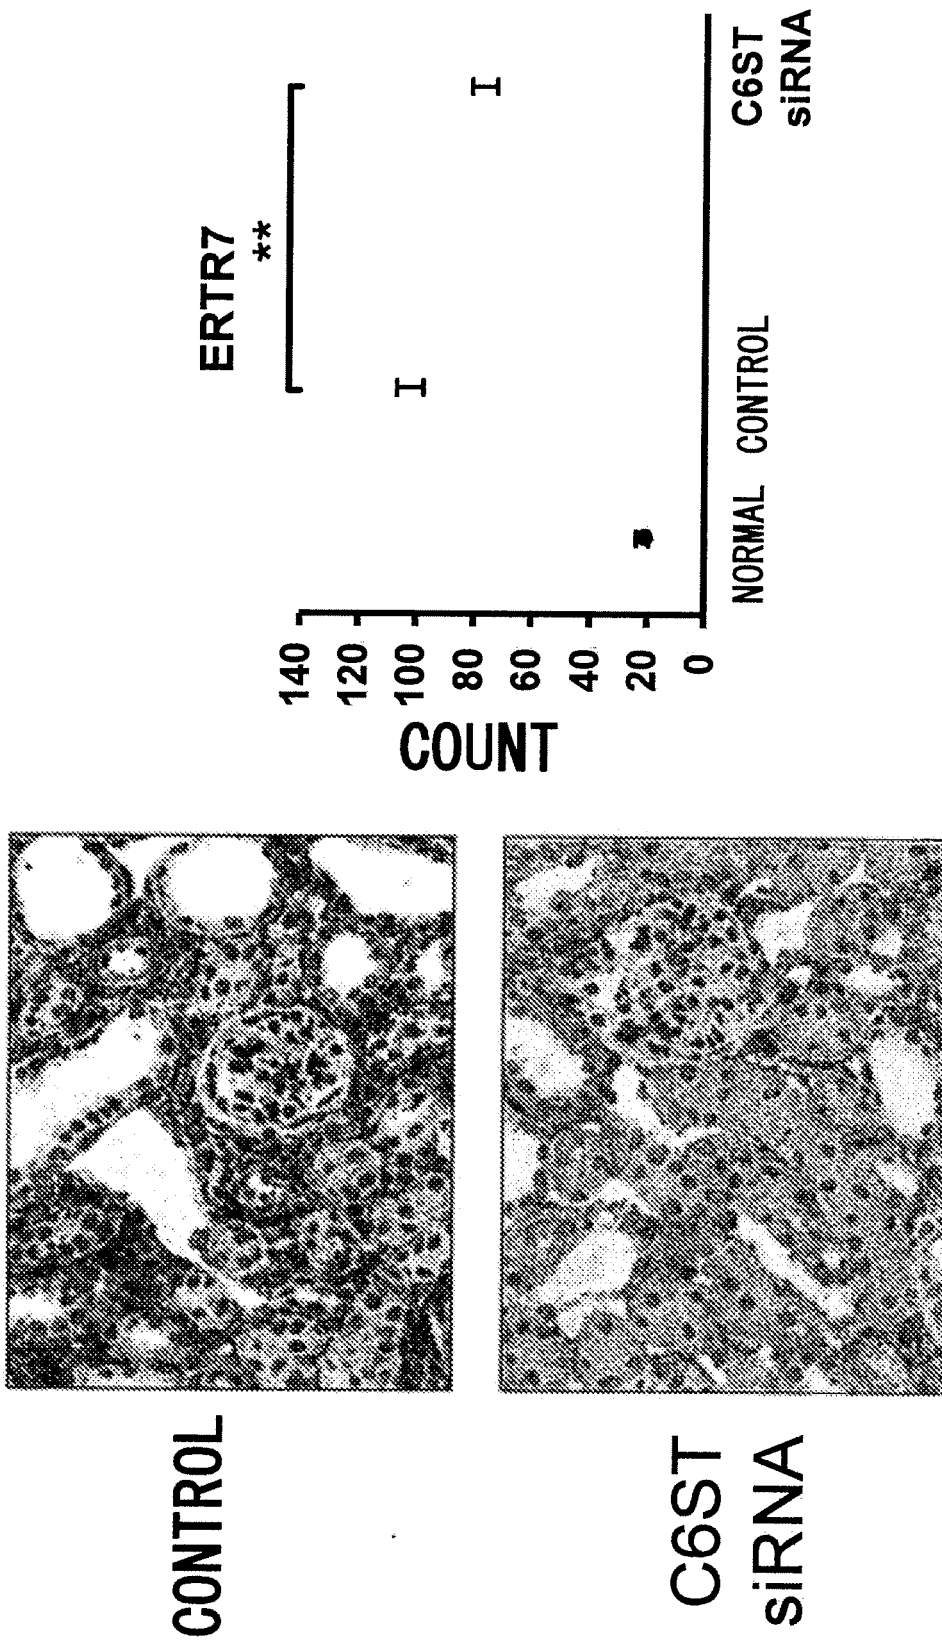 CONTROL
C6ST
siRNA
ERTR7
**
COUNT
140
120
100
80
60
40
20
0
NORMAL CONTROL
C6ST
siRNA